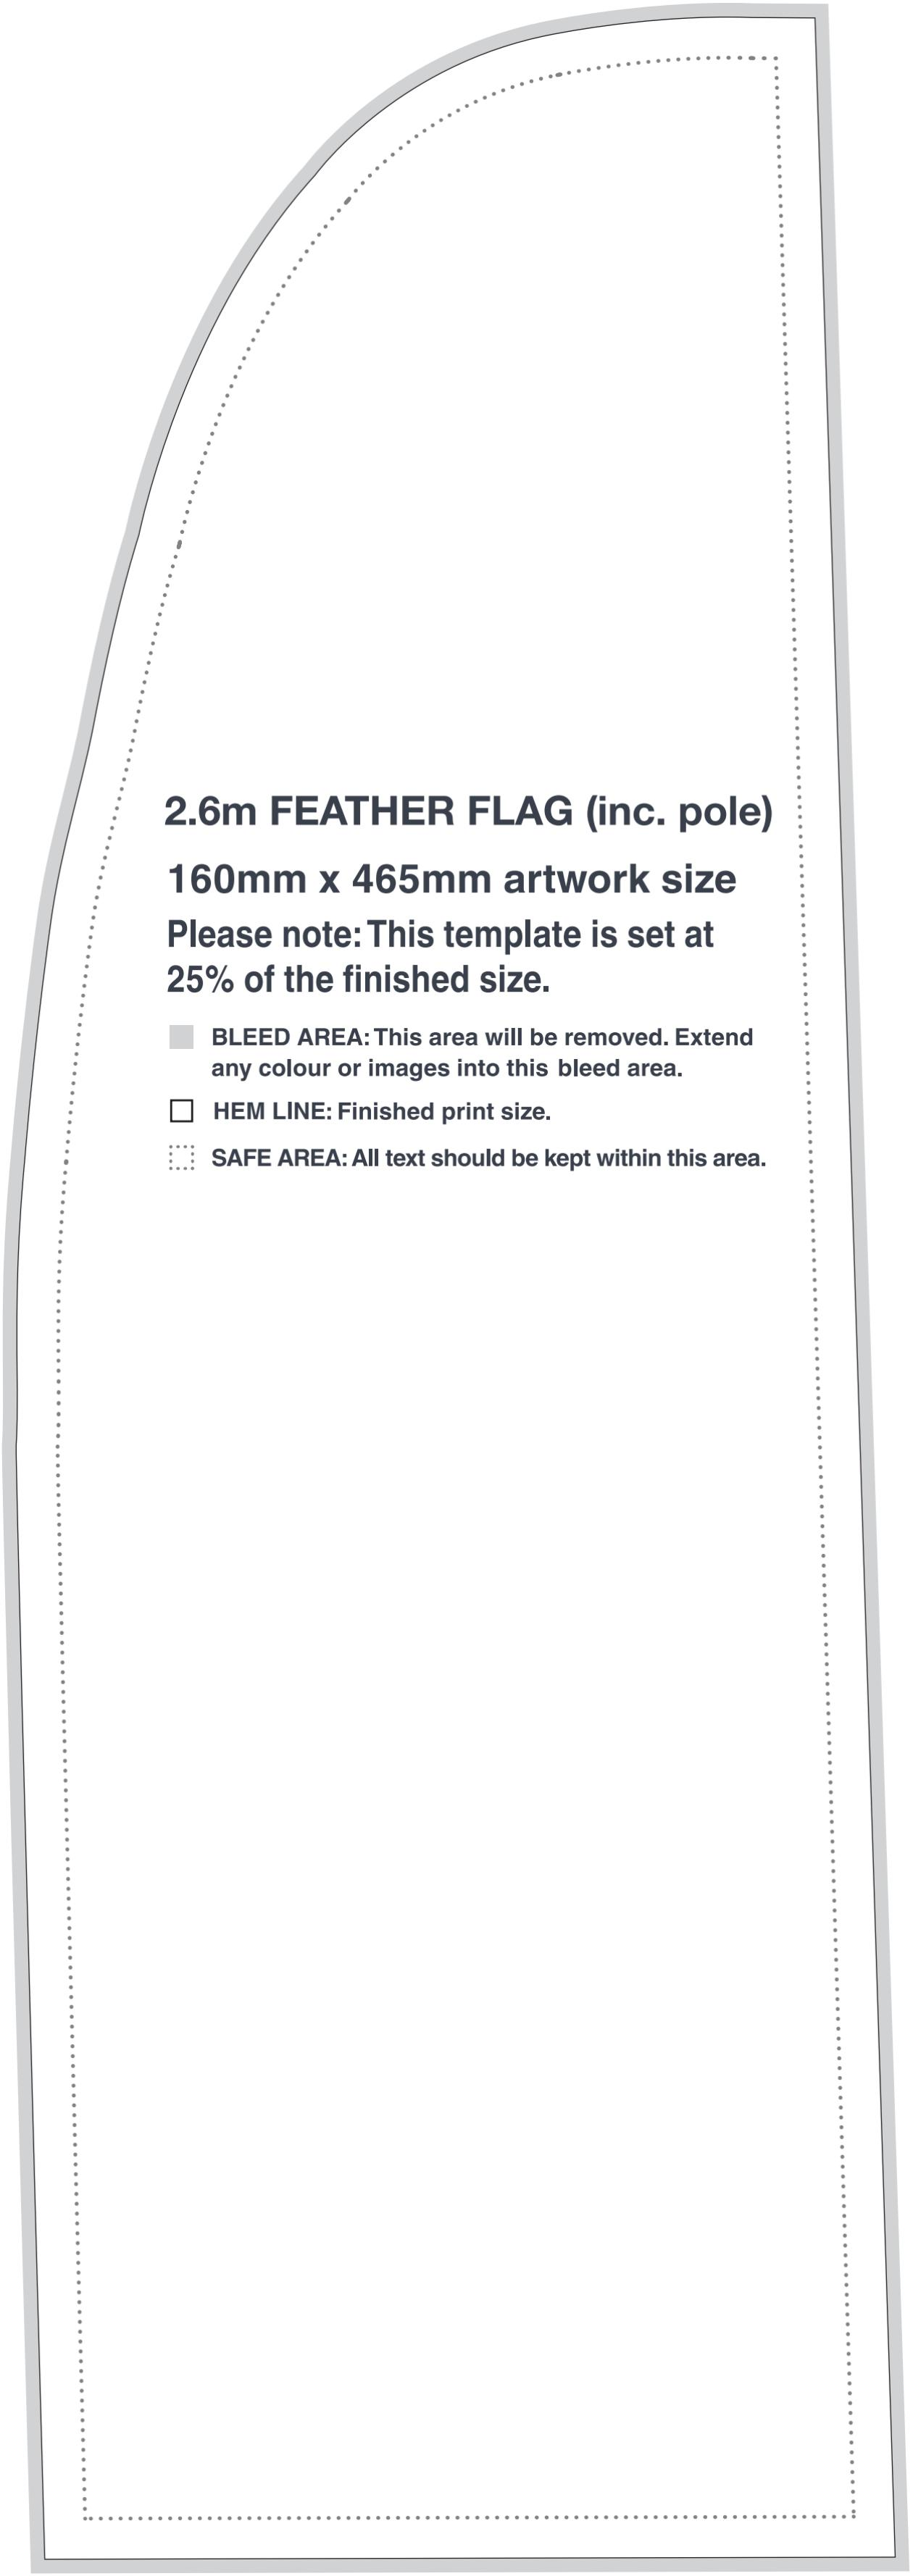 2.6m FEATHER FLAG (inc. pole)
160mm x 465mm artwork size
Please note: This template is set at
25% of the finished size.
BLEED AREA: This area will be removed. Extend
any colour or images into this bleed area.
HEM LINE: Finished print size.
SAFE AREA: All text should be kept within this area.